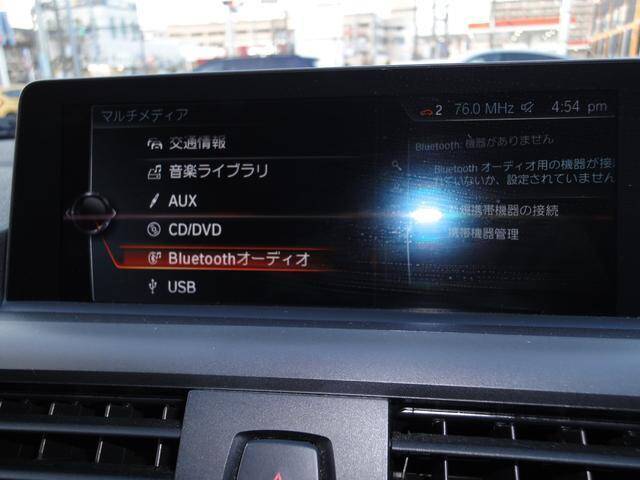 マルチメディア
2 76.0 MHz 4:54 pm
交通情報
音楽ライブラリ
AUX
CD/DVD
Bluetoothオーディオ
USB
Bluetooth: 機器がありません
Bluetooth オーディオ用の機器が接
れていないか、設定されていません
携帯機器の接続
携帯機器管理